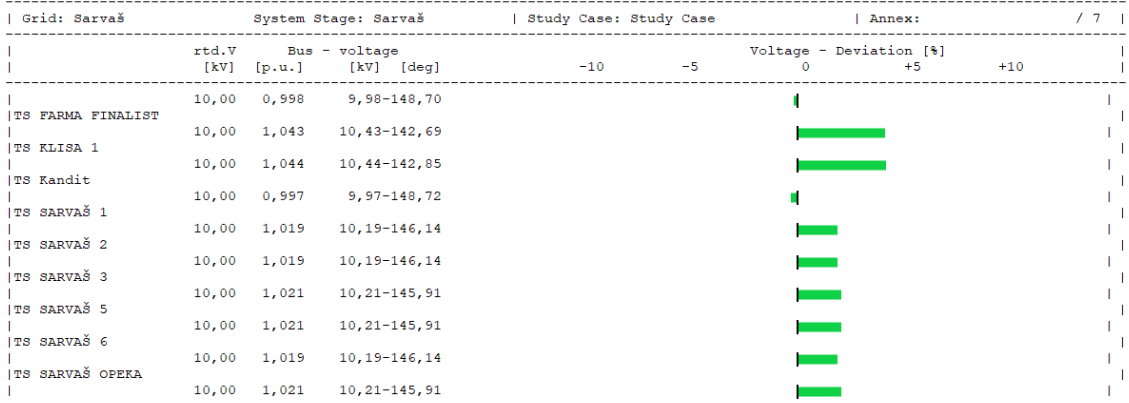 | Grid: Sarvaš System Stage: Sarvaš | Study Case: Study Case | Annex: / 7 |
| rtd.V Bus - voltage Voltage - Deviation [%] |
| [kV] [p.u.] [kV] [deg] -10 -5 0 +5 +10 |
| 10,00 0,998 9,98-148,70 |
|TS FARMA FINALIST |
| 10,00 1,043 10,43-142,69 |
|TS KLISA 1 |
| 10,00 1,044 10,44-142,85 |
|TS Kandit |
| 10,00 0,997 9,97-148,72 |
|TS SARVAŠ 1 |
| 10,00 1,019 10,19-146,14 |
|TS SARVAŠ 2 |
| 10,00 1,019 10,19-146,14 |
|TS SARVAŠ 3 |
| 10,00 1,021 10,21-145,91 |
|TS SARVAŠ 5 |
| 10,00 1,021 10,21-145,91 |
|TS SARVAŠ 6 |
| 10,00 1,019 10,19-146,14 |
|TS SARVAŠ OPEKA |
| 10,00 1,021 10,21-145,91 |